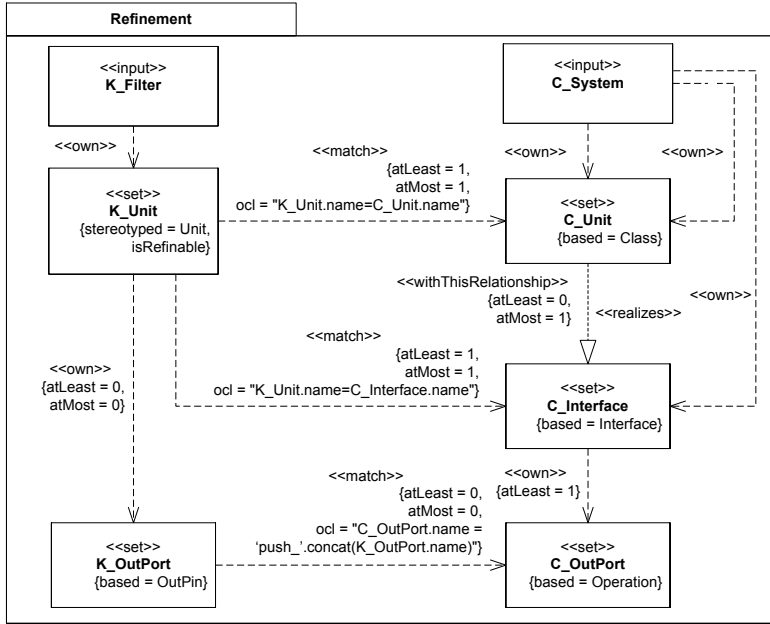 Refinement
<<input>>
K_Filter
<<input>>
C_System
<<own>>
<<match>>
{atLeast = 1,
atMost = 1,
ocl = "K_Unit.name=C_Unit.name"}
<<own>>
<<own>>
<<set>>
K_Unit
{stereotyped = Unit,
isRefinable}
<<set>>
C_Unit
{based = Class}
<<withThisRelationship>>
{atLeast = 0,
atMost = 1}
<<realizes>>
<<own>>
<<match>>
{atLeast = 1,
atMost = 1,
ocl = "K_Unit.name=C_Interface.name"}
<<own>>
{atLeast = 0,
atMost = 0}
<<set>>
C_Interface
{based = Interface}
<<match>>
{atLeast = 0,
atMost = 0,
ocl = "C_OutPort.name =
‘push_’.concat(K_OutPort.name)"}
<<own>>
{atLeast = 1}
<<set>>
K_OutPort
{based = OutPin}
<<set>>
C_OutPort
{based = Operation}